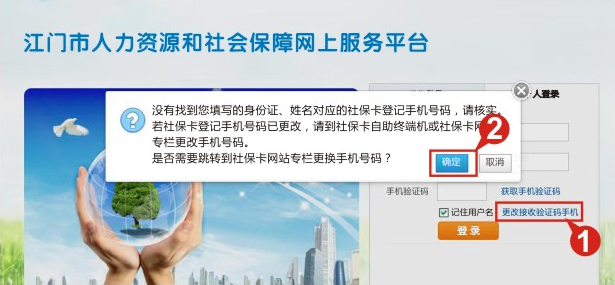 江门市人力资源和社会保障网上服务平台
人登录
没有找到您填写的身份证、姓名对应的社保卡登记手机号码，请核实。
若社保卡登记手机号码已更改，请到社保卡自助终端机或社保卡网
专栏更改手机号码。
是否需要跳转到社保卡网站专栏更换手机号码？
2
确定 取消
手机验证码 获取手机验证码
记住用户名 更改接收验证码手机
登录 1